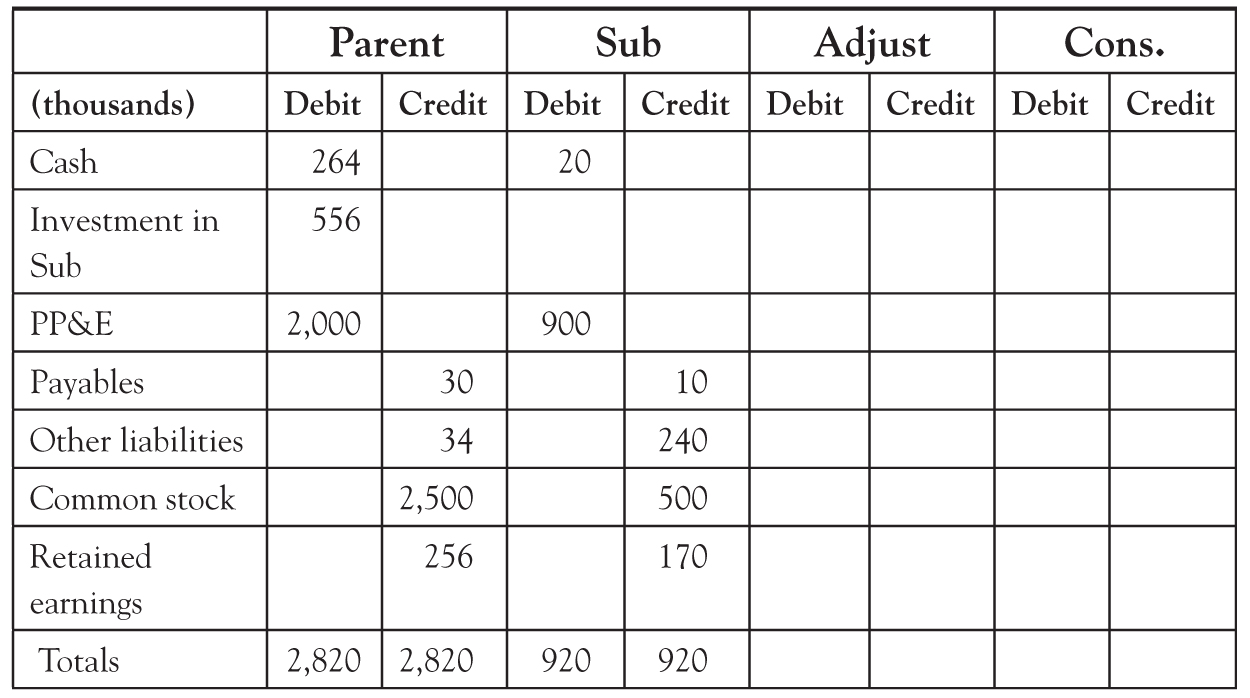 Parent Sub Adjust Cons.
(thousands) Debit Credit Debit Credit Debit Credit Debit Credit
Cash 264 20
Investment in 556
Sub
PP&E 2,000 900
Payables 30 10
Other liabilities 34 240
Common stock 2,500 500
Retained 256 170
earnings
Totals 2,820 2,820 920 920